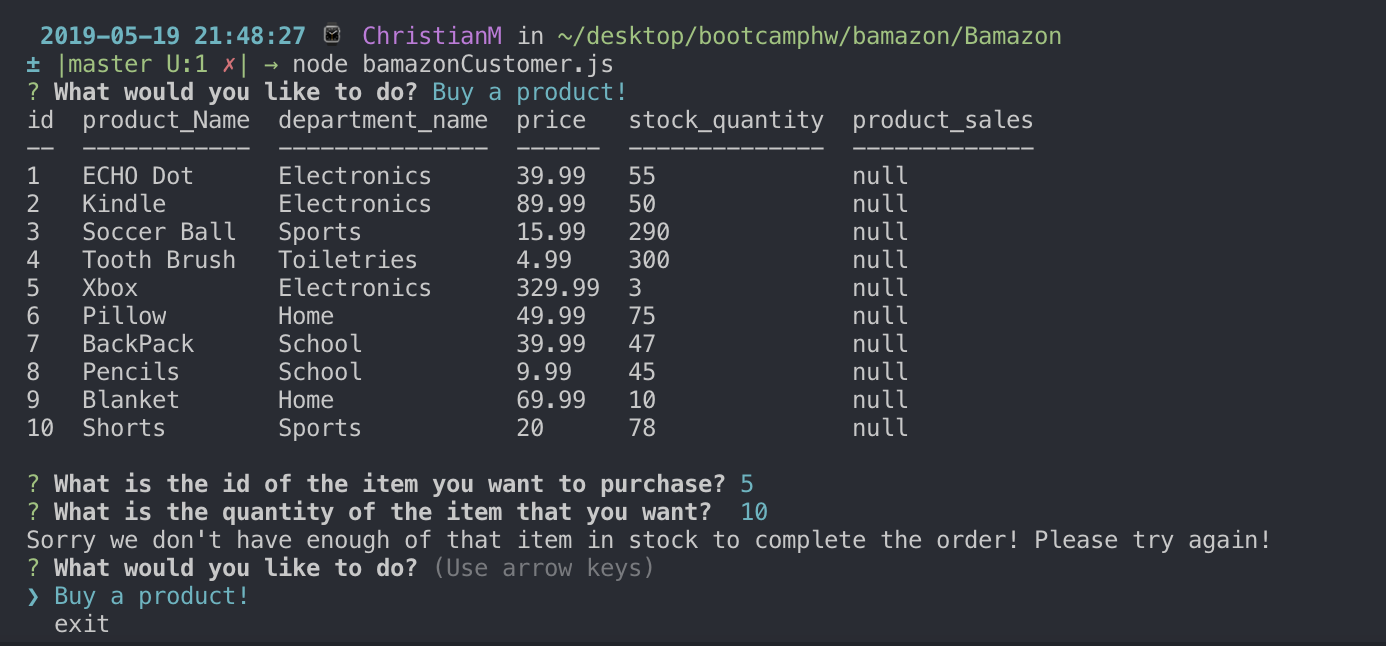 2019-05-19 21:48:27 ⌚ ChristianM in ~/desktop/bootcamphw/bamazon/Bamazon
± |master U:1 ✗| → node bamazonCustomer.js
? What would you like to do? Buy a product!
id  product_Name  department_name  price   stock_quantity  product_sales
--  ------------  ---------------  ------  --------------  -------------
1   ECHO Dot      Electronics      39.99   55              null
2   Kindle        Electronics      89.99   50              null
3   Soccer Ball   Sports           15.99   290             null
4   Tooth Brush   Toiletries       4.99    300             null
5   Xbox          Electronics      329.99  3               null
6   Pillow        Home             49.99   75              null
7   BackPack      School           39.99   47              null
8   Pencils       School           9.99    45              null
9   Blanket       Home             69.99   10              null
10  Shorts        Sports           20      78              null
? What is the id of the item you want to purchase? 5
? What is the quantity of the item that you want?  10
Sorry we don't have enough of that item in stock to complete the order! Please try again!
? What would you like to do? (Use arrow keys)
❯ Buy a product!
  exit